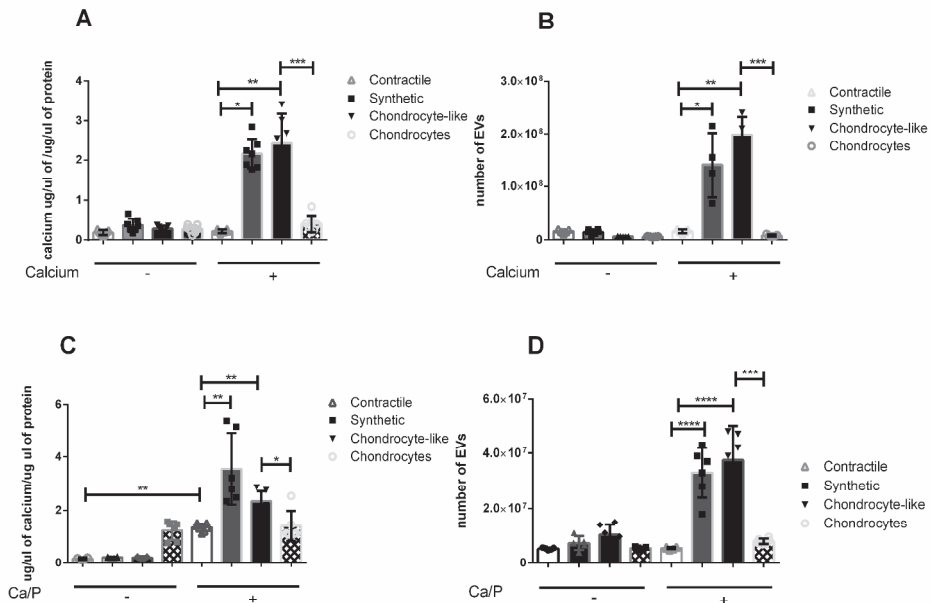 A
calcium ug/ul of /ug/ul of protein
4
3
2
1
0
***
**
*
Contractile
Synthetic
Chondrocyte-like
Chondrocytes
Calcium
-
+
B
number of EVs
3.0×10⁸
2.0×10⁸
1.0×10⁸
0
***
**
*
Contractile
Synthetic
Chondrocyte-like
Chondrocytes
Calcium
-
+
C
ug/ul of calcium/ug ul of protein
6
4
2
0
**
**
**
*
Contractile
Synthetic
Chondrocyte-like
Chondrocytes
Ca/P
-
+
D
number of EVs
6.0×10⁷
4.0×10⁷
2.0×10⁷
0
***
****
****
Contractile
Synthetic
Chondrocyte-like
Chondrocytes
Ca/P
-
+